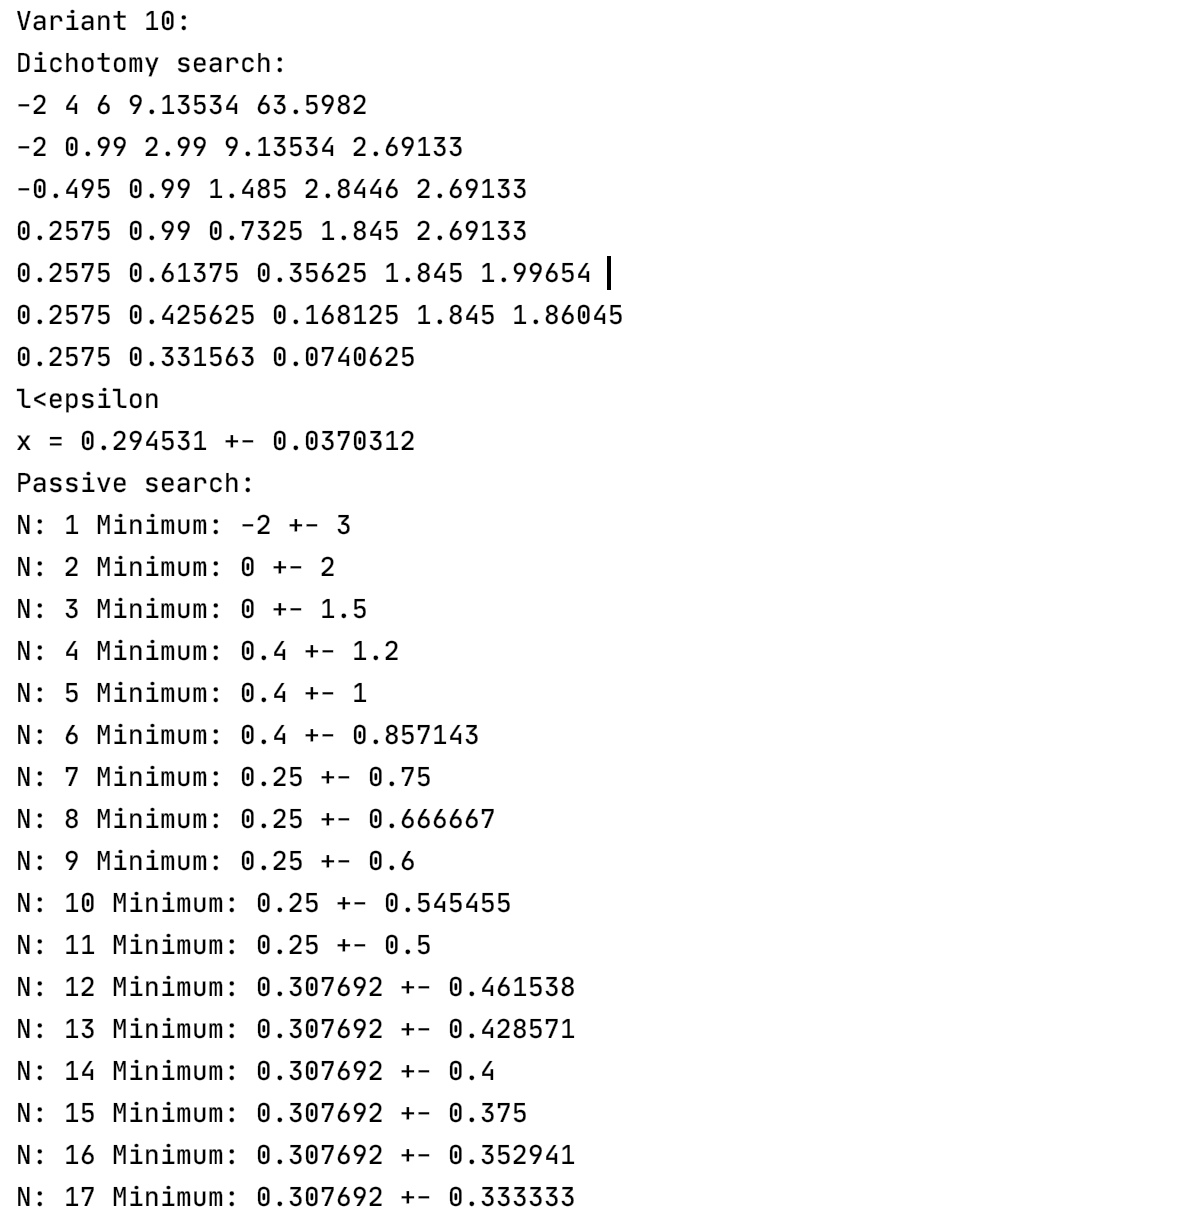 Variant 10:
Dichotomy search:
-2 4 6 9.13534 63.5982
-2 0.99 2.99 9.13534 2.69133
-0.495 0.99 1.485 2.8446 2.69133
0.2575 0.99 0.7325 1.845 2.69133
0.2575 0.61375 0.35625 1.845 1.99654
0.2575 0.425625 0.168125 1.845 1.86045
0.2575 0.331563 0.0740625
l<epsilon
x = 0.294531 +- 0.0370312
Passive search:
N: 1 Minimum: -2 +- 3
N: 2 Minimum: 0 +- 2
N: 3 Minimum: 0 +- 1.5
N: 4 Minimum: 0.4 +- 1.2
N: 5 Minimum: 0.4 +- 1
N: 6 Minimum: 0.4 +- 0.857143
N: 7 Minimum: 0.25 +- 0.75
N: 8 Minimum: 0.25 +- 0.666667
N: 9 Minimum: 0.25 +- 0.6
N: 10 Minimum: 0.25 +- 0.545455
N: 11 Minimum: 0.25 +- 0.5
N: 12 Minimum: 0.307692 +- 0.461538
N: 13 Minimum: 0.307692 +- 0.428571
N: 14 Minimum: 0.307692 +- 0.4
N: 15 Minimum: 0.307692 +- 0.375
N: 16 Minimum: 0.307692 +- 0.352941
N: 17 Minimum: 0.307692 +- 0.333333